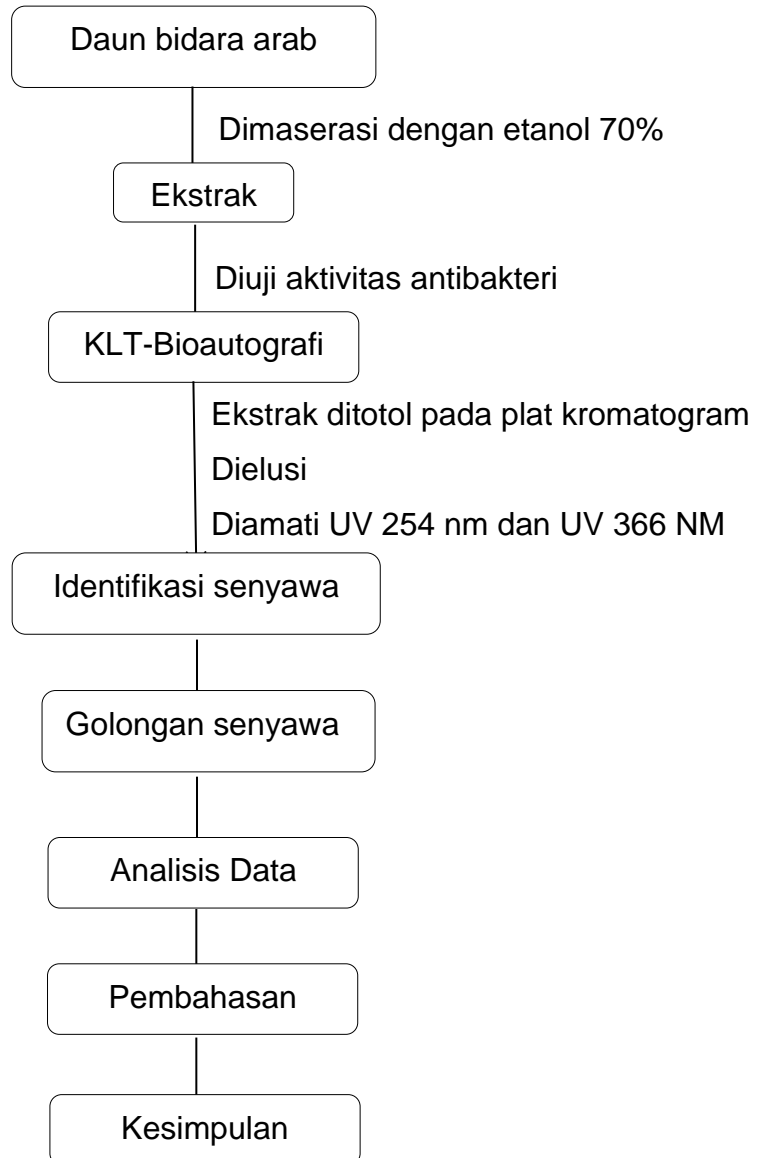 Daun bidara arab
Dimaserasi dengan etanol 70%
Ekstrak
Diuji aktivitas antibakteri
KLT-Bioautografi
Ekstrak ditotol pada plat kromatogram
Dielusi
Diamati UV 254 nm dan UV 366 NM
Identifikasi senyawa
Golongan senyawa
Analisis Data
Pembahasan
Kesimpulan